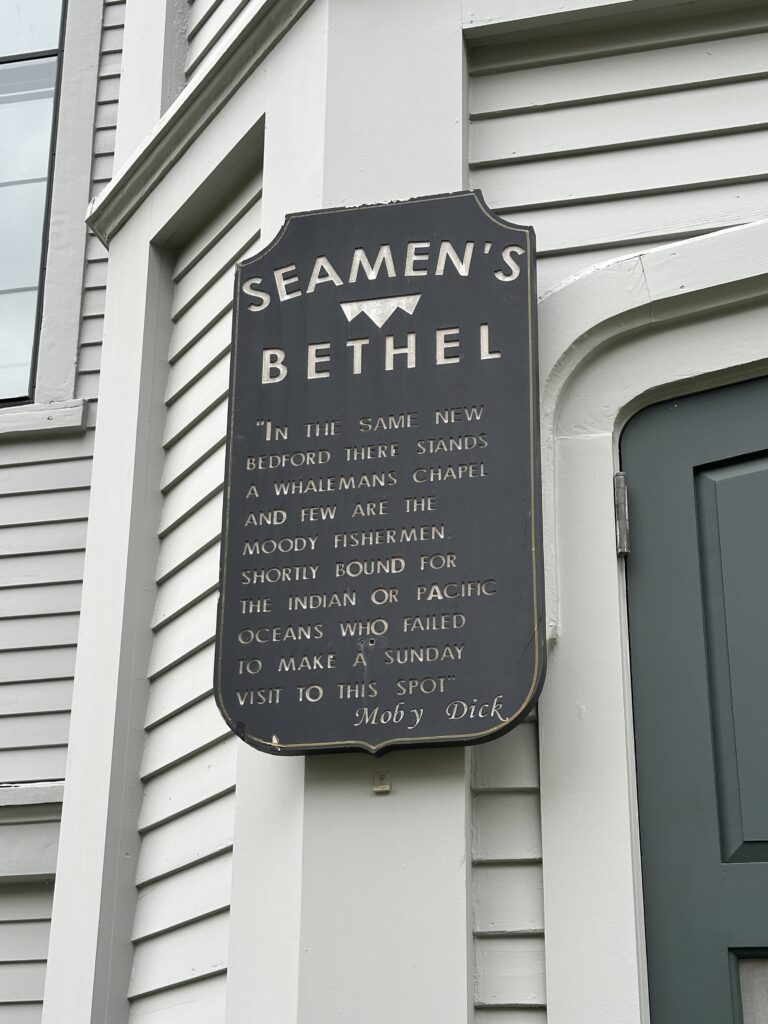 SEAMEN'S
BETHEL
"IN THE SAME NEW
BEDFORD THERE STANDS
A WHALEMANS CHAPEL
AND FEW ARE THE
MOODY FISHERMEN.
SHORTLY BOUND FOR
THE INDIAN OR PACIFIC
OCEANS WHO FAILED
TO MAKE A SUNDAY
VISIT TO THIS SPOT"
Moby Dick